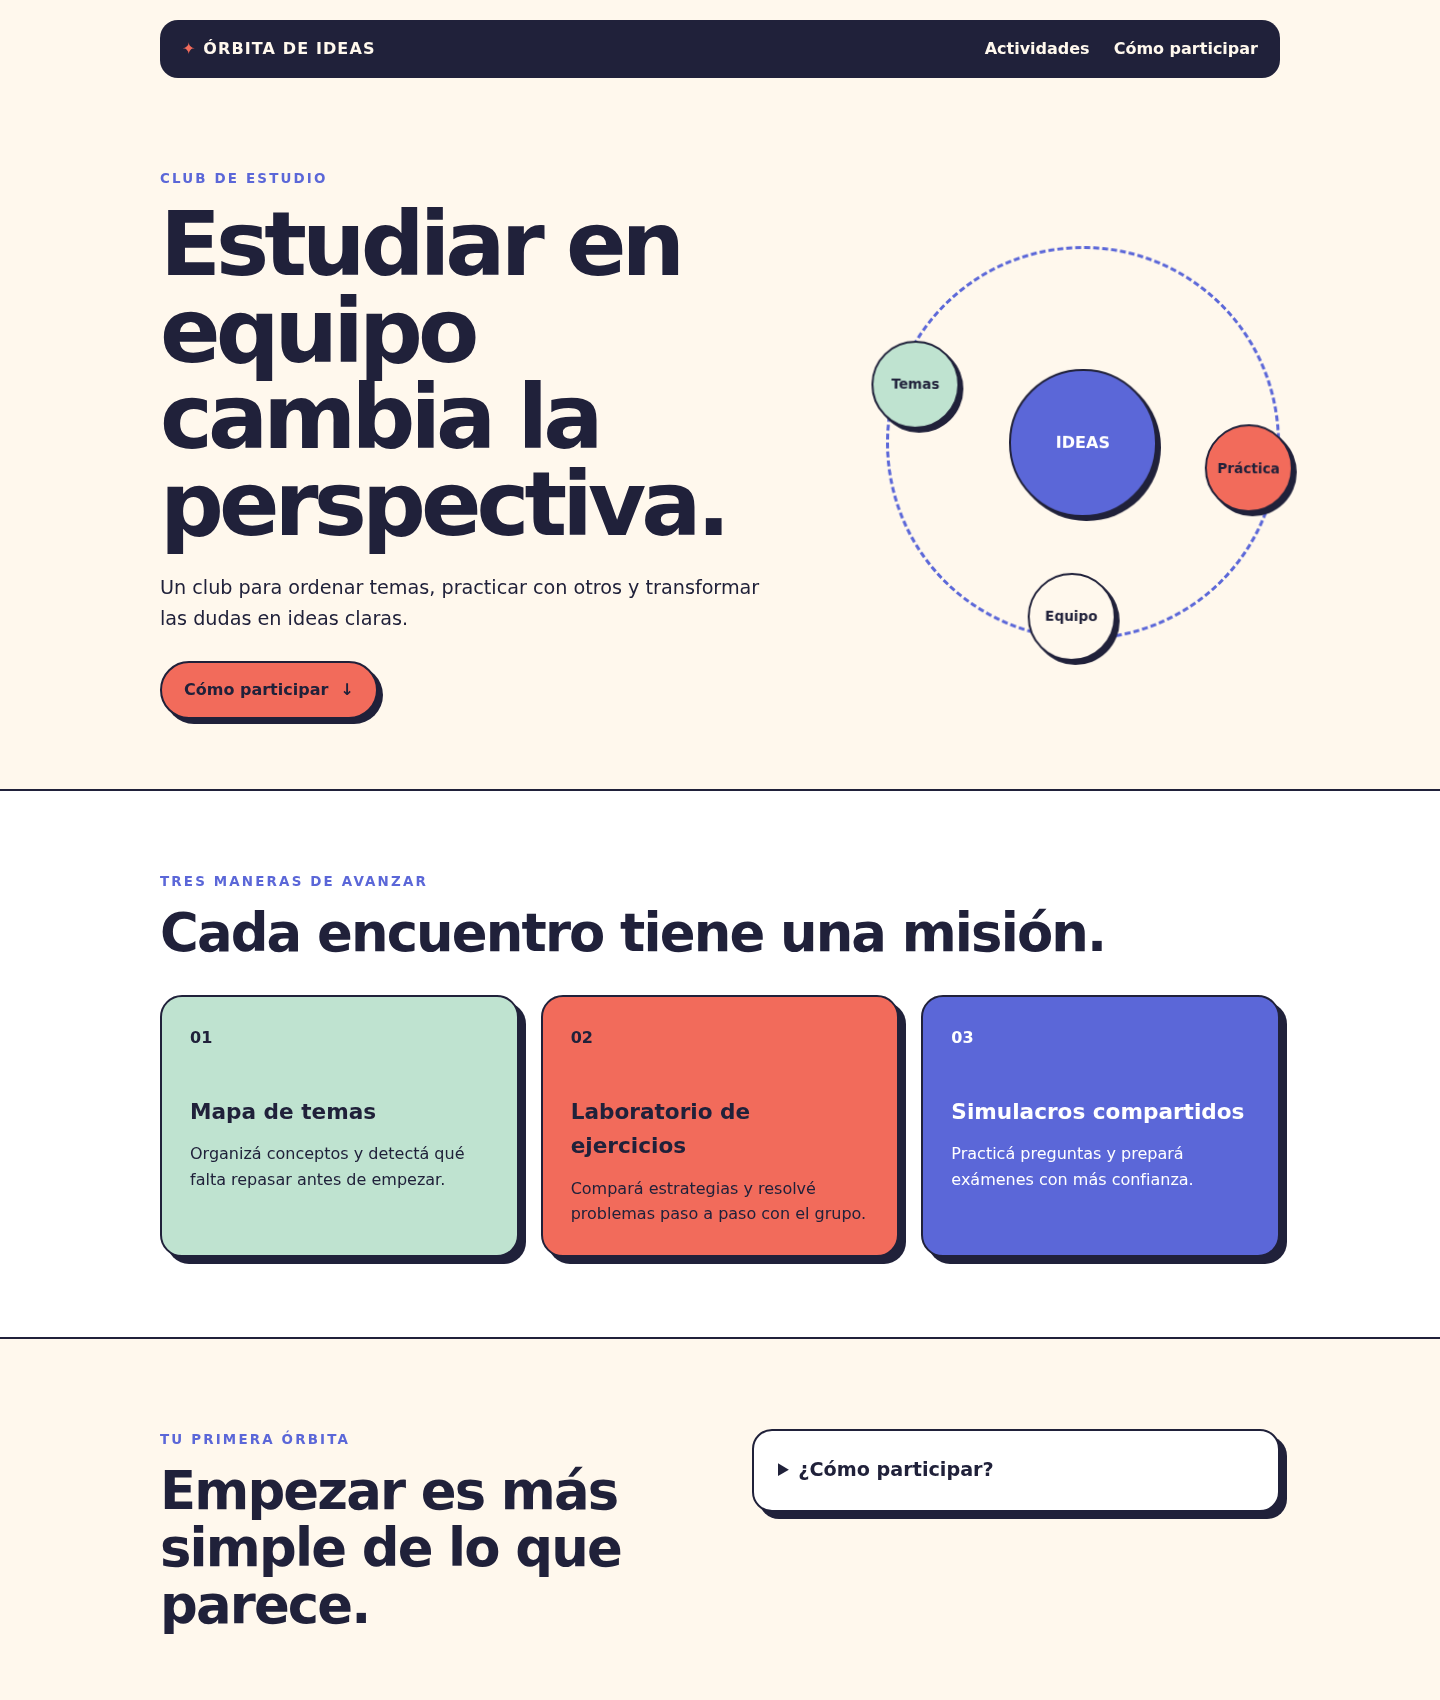 ✦ ÓRBITA DE IDEAS
Actividades
Cómo participar
CLUB DE ESTUDIO
Estudiar en
equipo
cambia la
perspectiva.
Un club para ordenar temas, practicar con otros y transformar
las dudas en ideas claras.
Cómo participar ↓
Temas
IDEAS
Práctica
Equipo
TRES MANERAS DE AVANZAR
Cada encuentro tiene una misión.
01
Mapa de temas
Organizá conceptos y detectá qué
falta repasar antes de empezar.
02
Laboratorio de
ejercicios
Compará estrategias y resolvé
problemas paso a paso con el grupo.
03
Simulacros compartidos
Practicá preguntas y prepará
exámenes con más confianza.
TU PRIMERA ÓRBITA
Empezar es más
simple de lo que
parece.
▶ ¿Cómo participar?